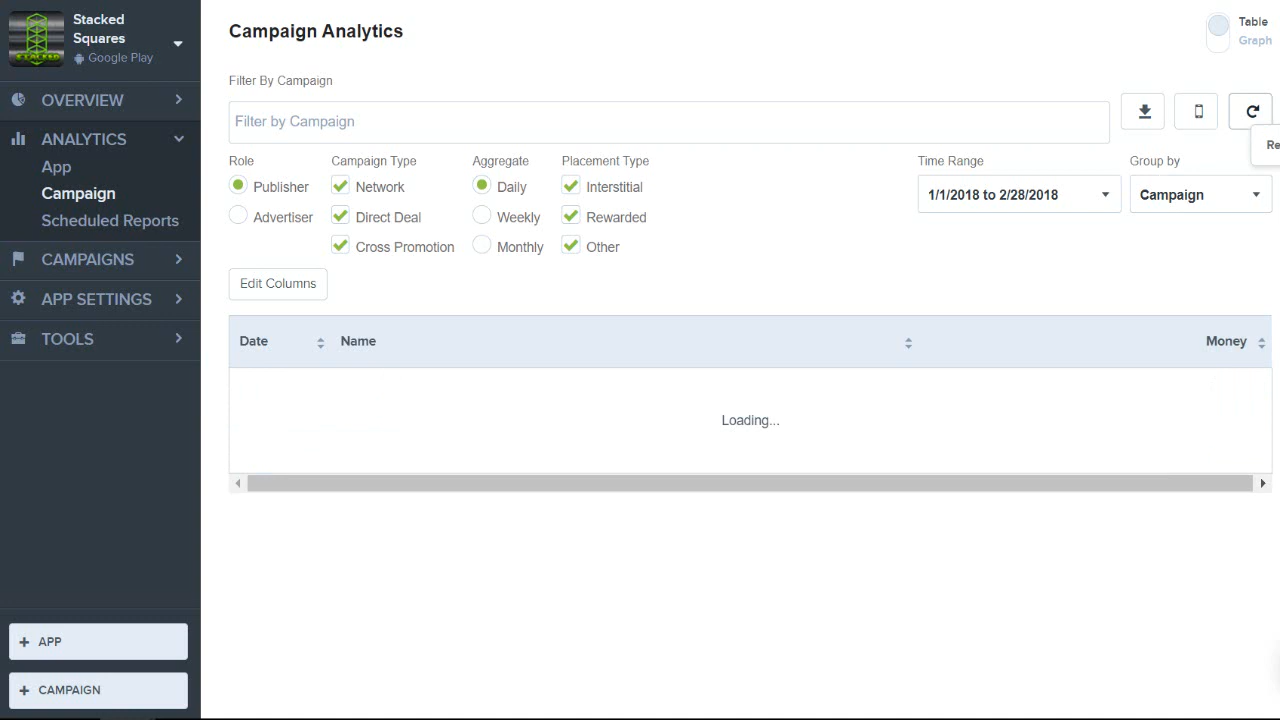 Stacked
Squares
Google Play
OVERVIEW
ANALYTICS
App
Campaign
Scheduled Reports
CAMPAIGNS
APP SETTINGS
TOOLS
+ APP
+ CAMPAIGN
Campaign Analytics
Table
Graph
Filter By Campaign
Filter by Campaign
Role
Publisher
Advertiser
Campaign Type
Network
Direct Deal
Cross Promotion
Aggregate
Daily
Weekly
Monthly
Placement Type
Interstitial
Rewarded
Other
Time Range
1/1/2018 to 2/28/2018
Group by
Campaign
Edit Columns
Date Name Money
Loading...